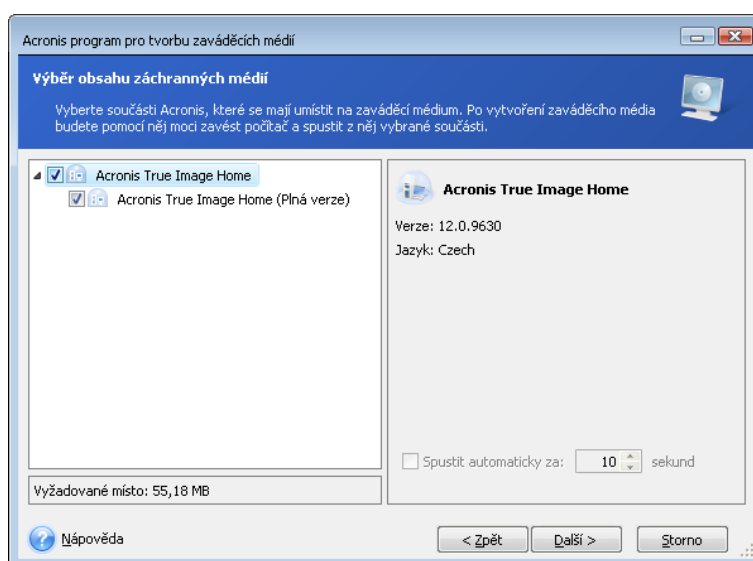 Acronis program pro tvorbu zaváděcích médií
Výběr obsahu záchranných médií
Vyberte součásti Acronis, které se mají umístit na zaváděcí médium. Po vytvoření zaváděcího média
budete pomocí něj moci zavést počítač a spustit z něj vybrané součásti.
Acronis True Image Home
Acronis True Image Home (Plná verze)
Vyžadované místo: 55,18 MB
Acronis True Image Home
Verze: 12.0.9630
Jazyk: Czech
Spustit automaticky za: 10 sekund
Nápověda
< Zpět
Další >
Storno